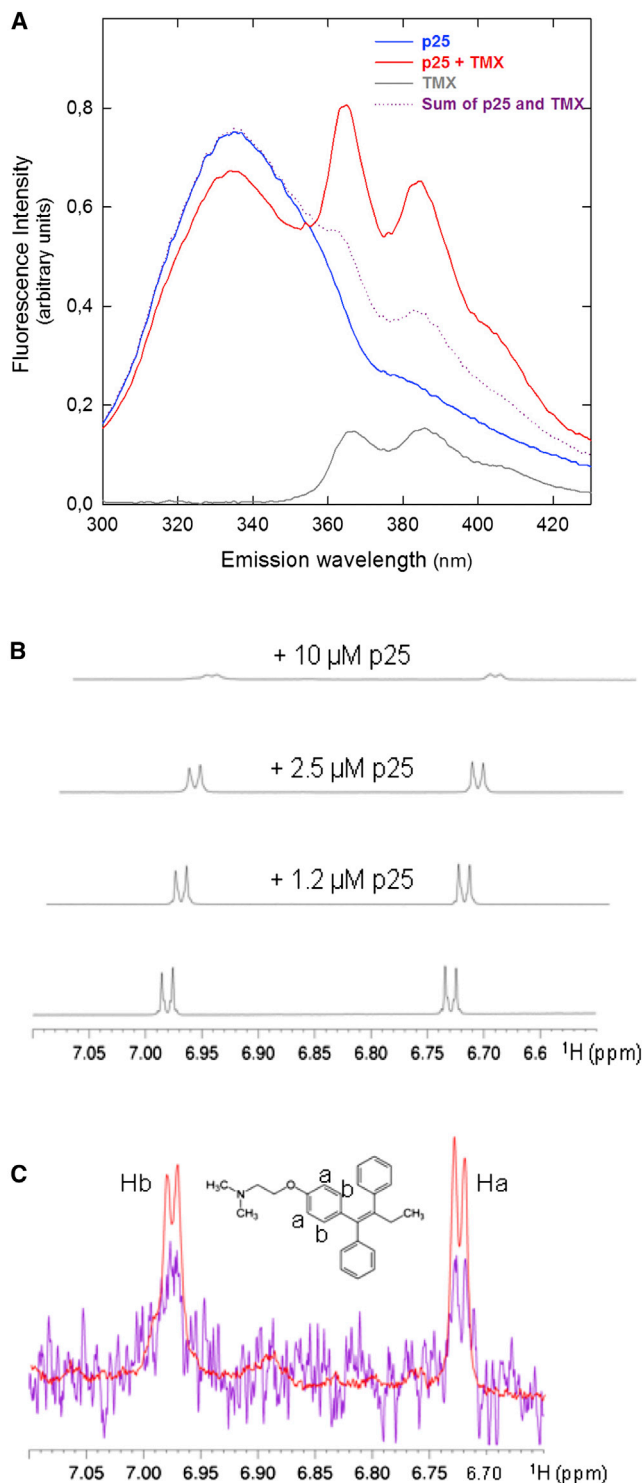 A
p25
p25 + TMX
TMX
Sum of p25 and TMX
0,8
0,6
0,4
0,2
0,0
Fluorescence Intensity
(arbitrary units)
300 320 340 360 380 400 420
Emission wavelength (nm)
B
+ 10 µM p25
+ 2.5 µM p25
+ 1.2 µM p25
7.05 7.00 6.95 6.90 6.85 6.80 6.75 6.70 6.6 ¹H (ppm)
C
Hb
Ha
H₃C
N
CH₃
O
a
b
a
b
CH₃
7.05 7.00 6.95 6.90 6.85 6.80 6.75 6.70 ¹H (ppm)